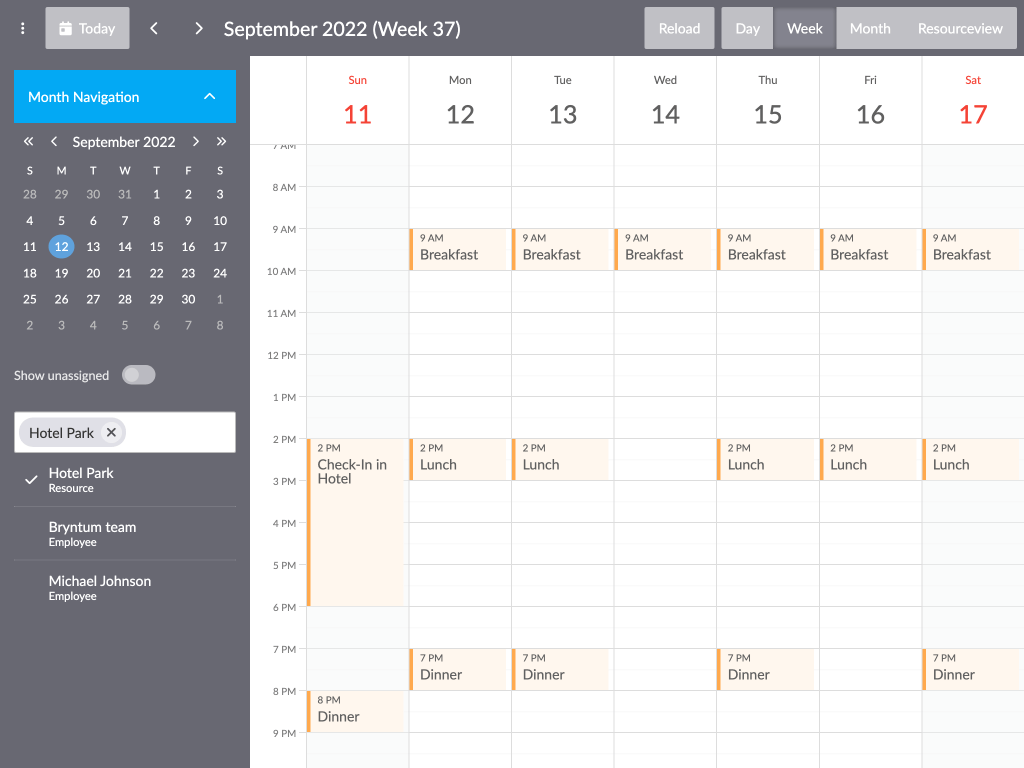 Today
September 2022 (Week 37)
Reload
Day
Week
Month
Resourceview
Month Navigation
September 2022
S M T W T F S
28 29 30 31 1 2 3
4 5 6 7 8 9 10
11 12 13 14 15 16 17
18 19 20 21 22 23 24
25 26 27 28 29 30 1
2 3 4 5 6 7 8
Show unassigned
Hotel Park
Hotel Park
Resource
Bryntum team
Employee
Michael Johnson
Employee
Sun Mon Tue Wed Thu Fri Sat
11 12 13 14 15 16 17
7 AM
8 AM
9 AM
9 AM 9 AM 9 AM 9 AM 9 AM 9 AM
Breakfast Breakfast Breakfast Breakfast Breakfast Breakfast
10 AM
11 AM
12 PM
1 PM
2 PM
2 PM 2 PM 2 PM 2 PM 2 PM 2 PM
Check-In in Lunch Lunch Lunch Lunch Lunch
Hotel
3 PM
4 PM
5 PM
6 PM
7 PM
7 PM 7 PM 7 PM 7 PM
Dinner Dinner Dinner Dinner
8 PM
8 PM
Dinner
9 PM